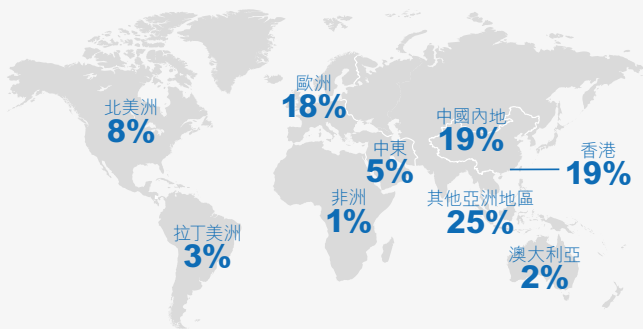 北美洲
8%
歐洲
18%
中國內地
19%
香港
19%
中東
5%
非洲
1%
其他亞洲地區
25%
拉丁美洲
3%
澳大利亞
2%